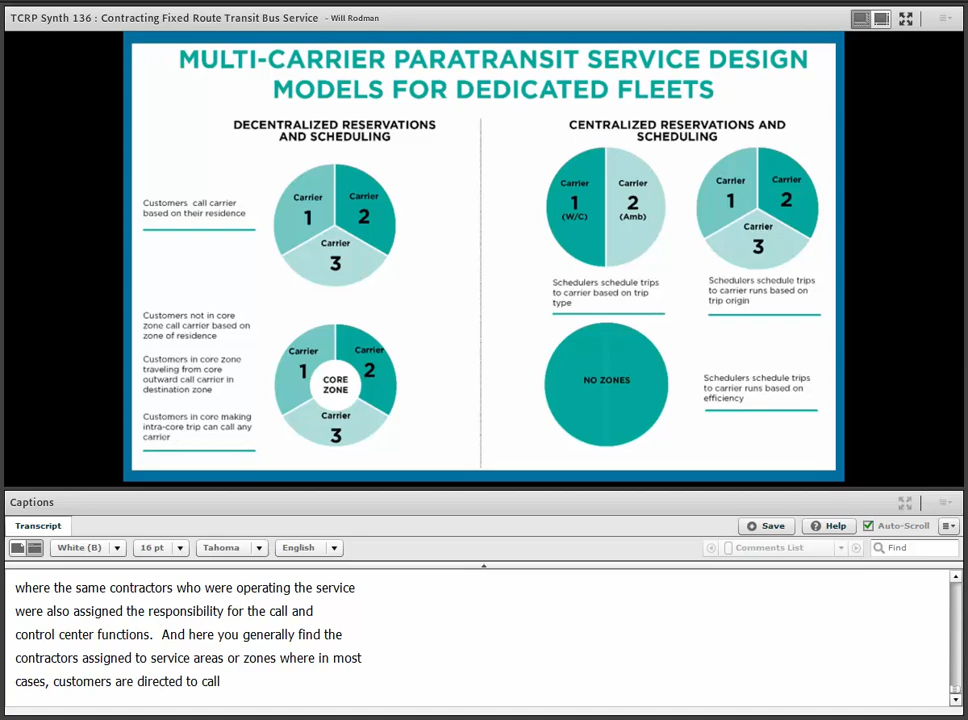 TCRP Synth 136 : Contracting Fixed Route Transit Bus Service - Will Rodman
MULTI-CARRIER PARATRANSIT SERVICE DESIGN
MODELS FOR DEDICATED FLEETS
DECENTRALIZED RESERVATIONS
AND SCHEDULING
Customers call carrier
based on their residence
Carrier
1
Carrier
2
Carrier
3
Customers not in core
zone call carrier based on
zone of residence
Customers in core zone
traveling from core
outward call carrier in
destination zone
Customers in core making
intra-core trip can call any
carrier
Carrier
1
Carrier
2
CORE
ZONE
Carrier
3
CENTRALIZED RESERVATIONS AND
SCHEDULING
Carrier
1
(W/C)
Carrier
2
(Amb)
Schedulers schedule trips
to carrier based on trip
type
Carrier
1
Carrier
2
Carrier
3
Schedulers schedule trips
to carrier runs based on
trip origin
NO ZONES
Schedulers schedule trips
to carrier runs based on
efficiency
Captions
Transcript
Save
Help
Auto-Scroll
White (B)
16 pt
Tahoma
English
Comments List
Find
where the same contractors who were operating the service
were also assigned the responsibility for the call and
control center functions.  And here you generally find the
contractors assigned to service areas or zones where in most
cases, customers are directed to call